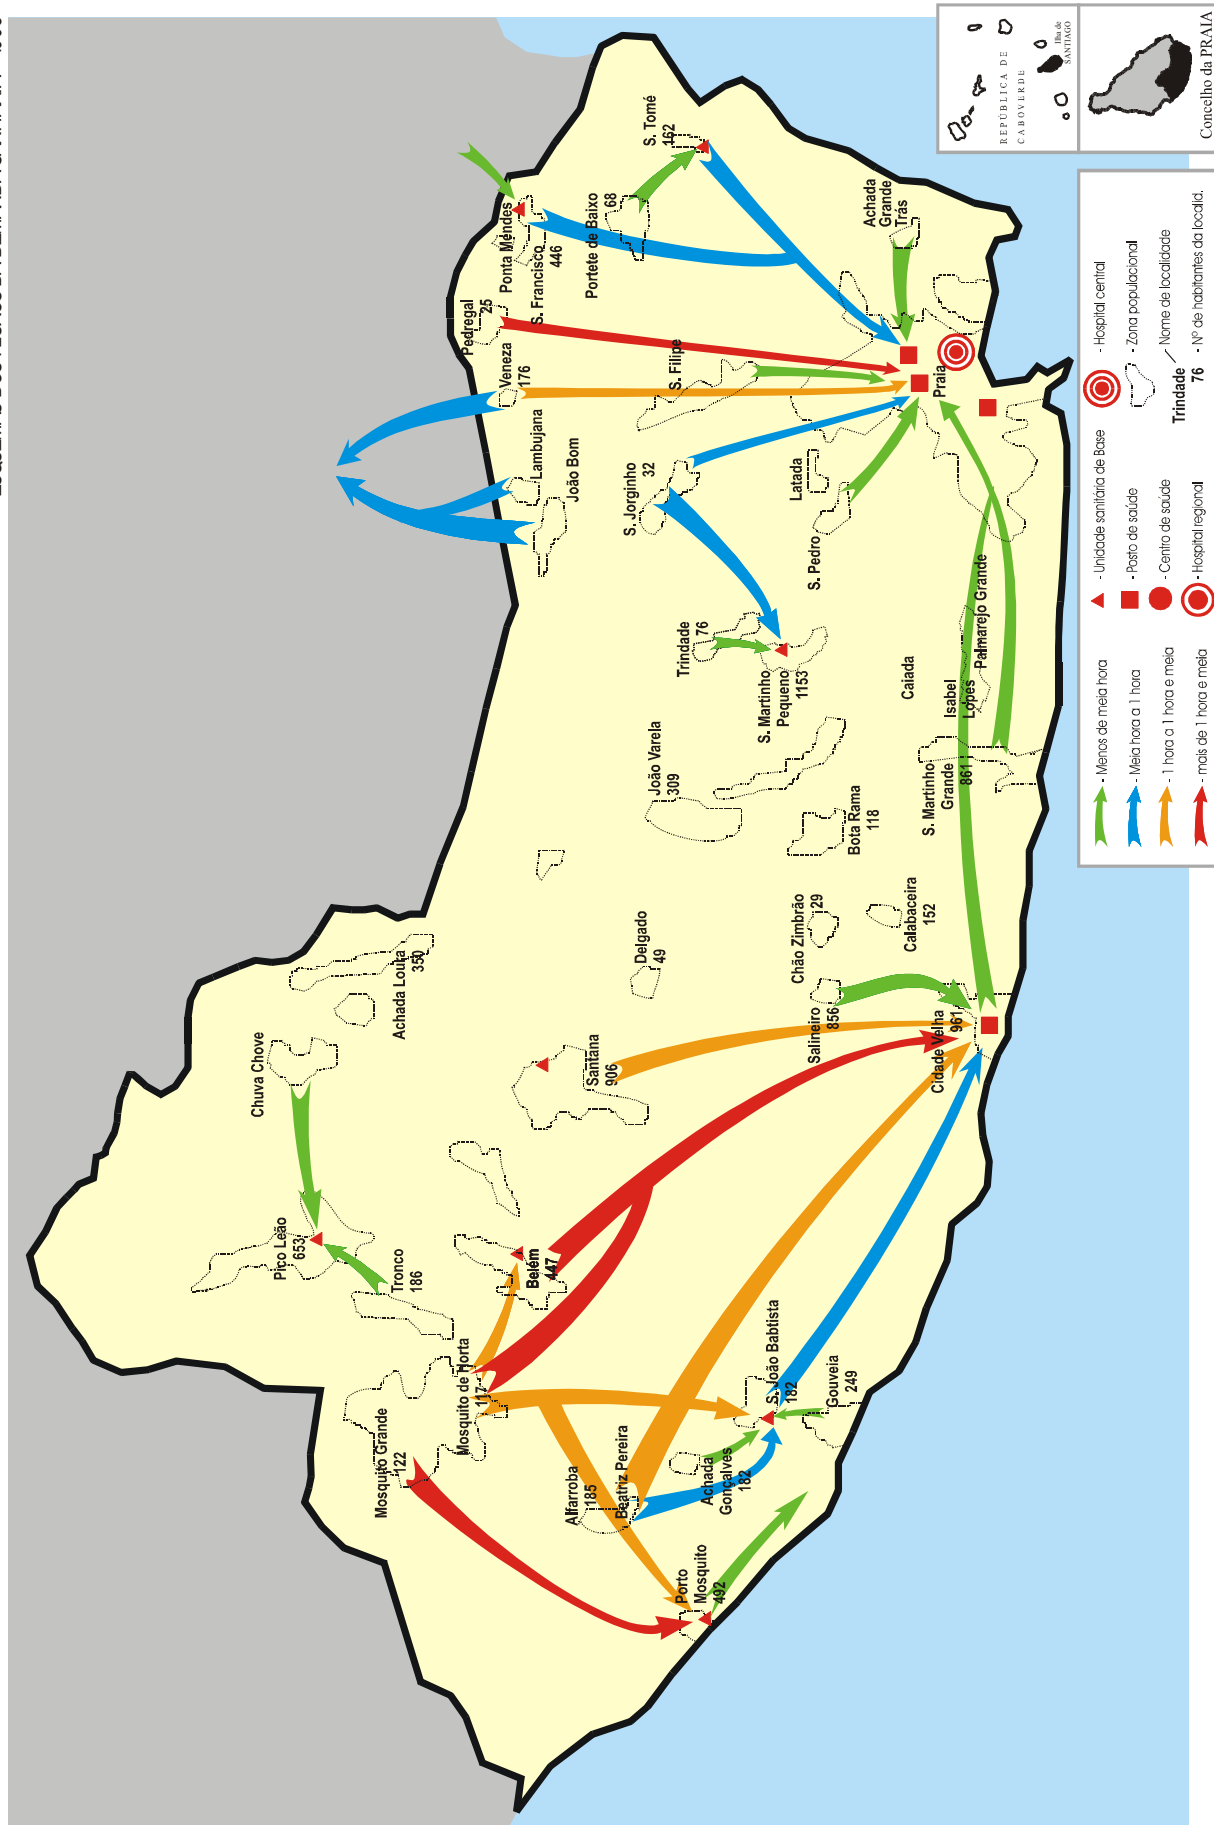 Chuva Chove
Achada Louta
350
Pico Leão
653
Tronco
186
Mosquito Grande
122
Mosquito de Horta
117
Belém
447
Santana
906
Delgado
49
Alfarroba
185
Beatriz Pereira
Achada
Gonçalves
182
Porto
Mosquito
492
S. João Babtista
182
Gouveia
249
Salineiro
856
Cidade Velha
961
Chão Zimbrão
29
Calabaceira
152
João Varela
309
Bota Rama
118
S. Martinho
Grande
861
Isabel
Lopes
Caiada
Palmarejo Grande
Trindade
76
S. Martinho
Pequeno
1153
S. Jorginho
32
S. Pedro
Latada
João Bom
Lambujana
Veneza
176
Pedregal
25
S. Filipe
Ponta Mendes
S. Francisco
446
Portete de Baixo
68
S. Tomé
162
Achada
Grande
Trás
Praia
- Menos de meia hora
- Meia hora a 1 hora
- 1 hora a 1 hora e meia
- mais de 1 hora e meia
- Unidade sanitária de Base
- Posto de saúde
- Centro de saúde
- Hospital regional
- Hospital central
- Zona populacional
Trindade - Nome de localidade
76 - Nº de habitantes da localid.
REPÚBLICA DE
CABOVERDE
Ilha de
SANTIAGO
Concelho da PRAIA